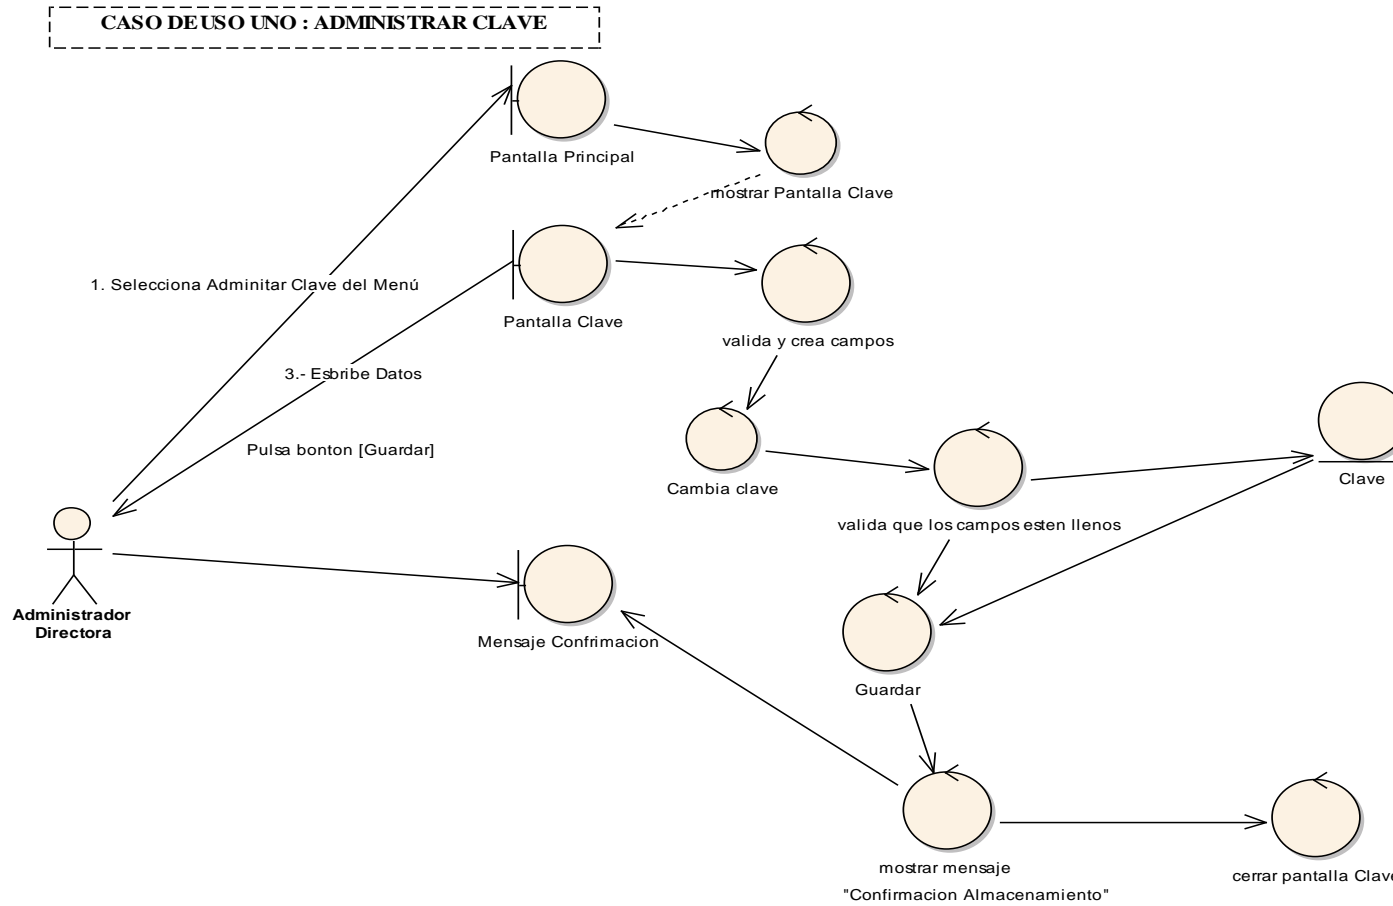 CASO DE USO UNO : ADMINISTRAR CLAVE
Pantalla Principal
mostrar Pantalla Clave
1. Selecciona Adminitar Clave del Menú
Pantalla Clave
valida y crea campos
3.- Esbribe Datos
Pulsa bonton [Guardar]
Cambia clave
Clave
valida que los campos esten llenos
Administrador
Directora
Mensaje Confrimacion
Guardar
mostrar mensaje
"Confirmacion Almacenamiento"
cerrar pantalla Clave